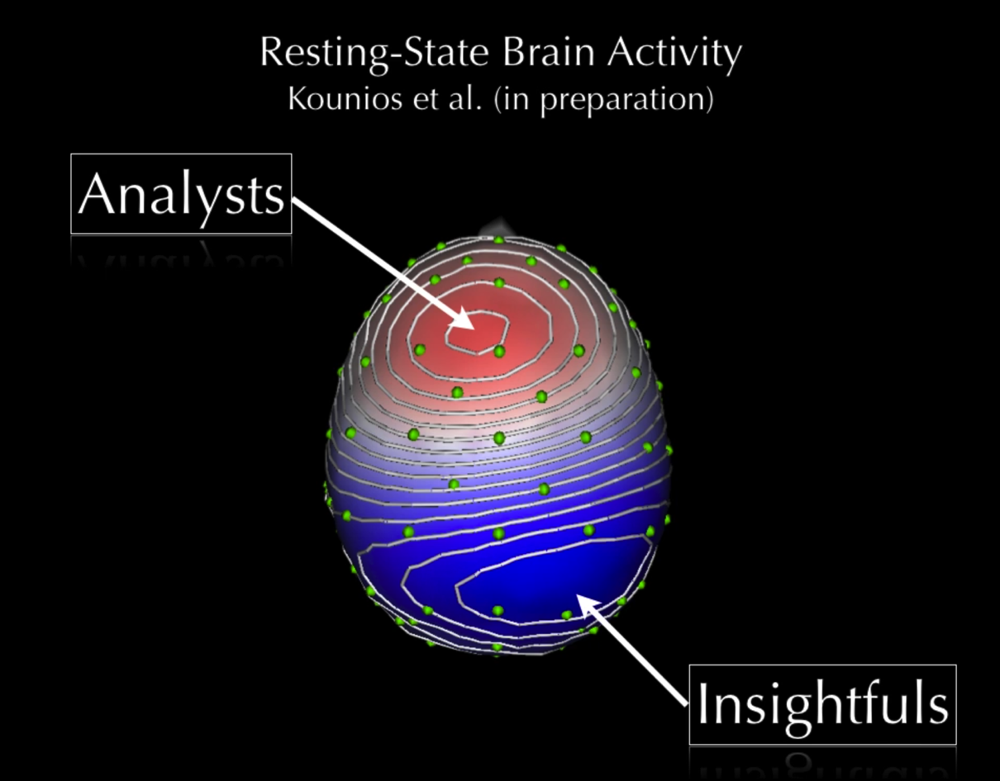 Resting-State Brain Activity
Kounios et al. (in preparation)
Analysts
Insightfuls